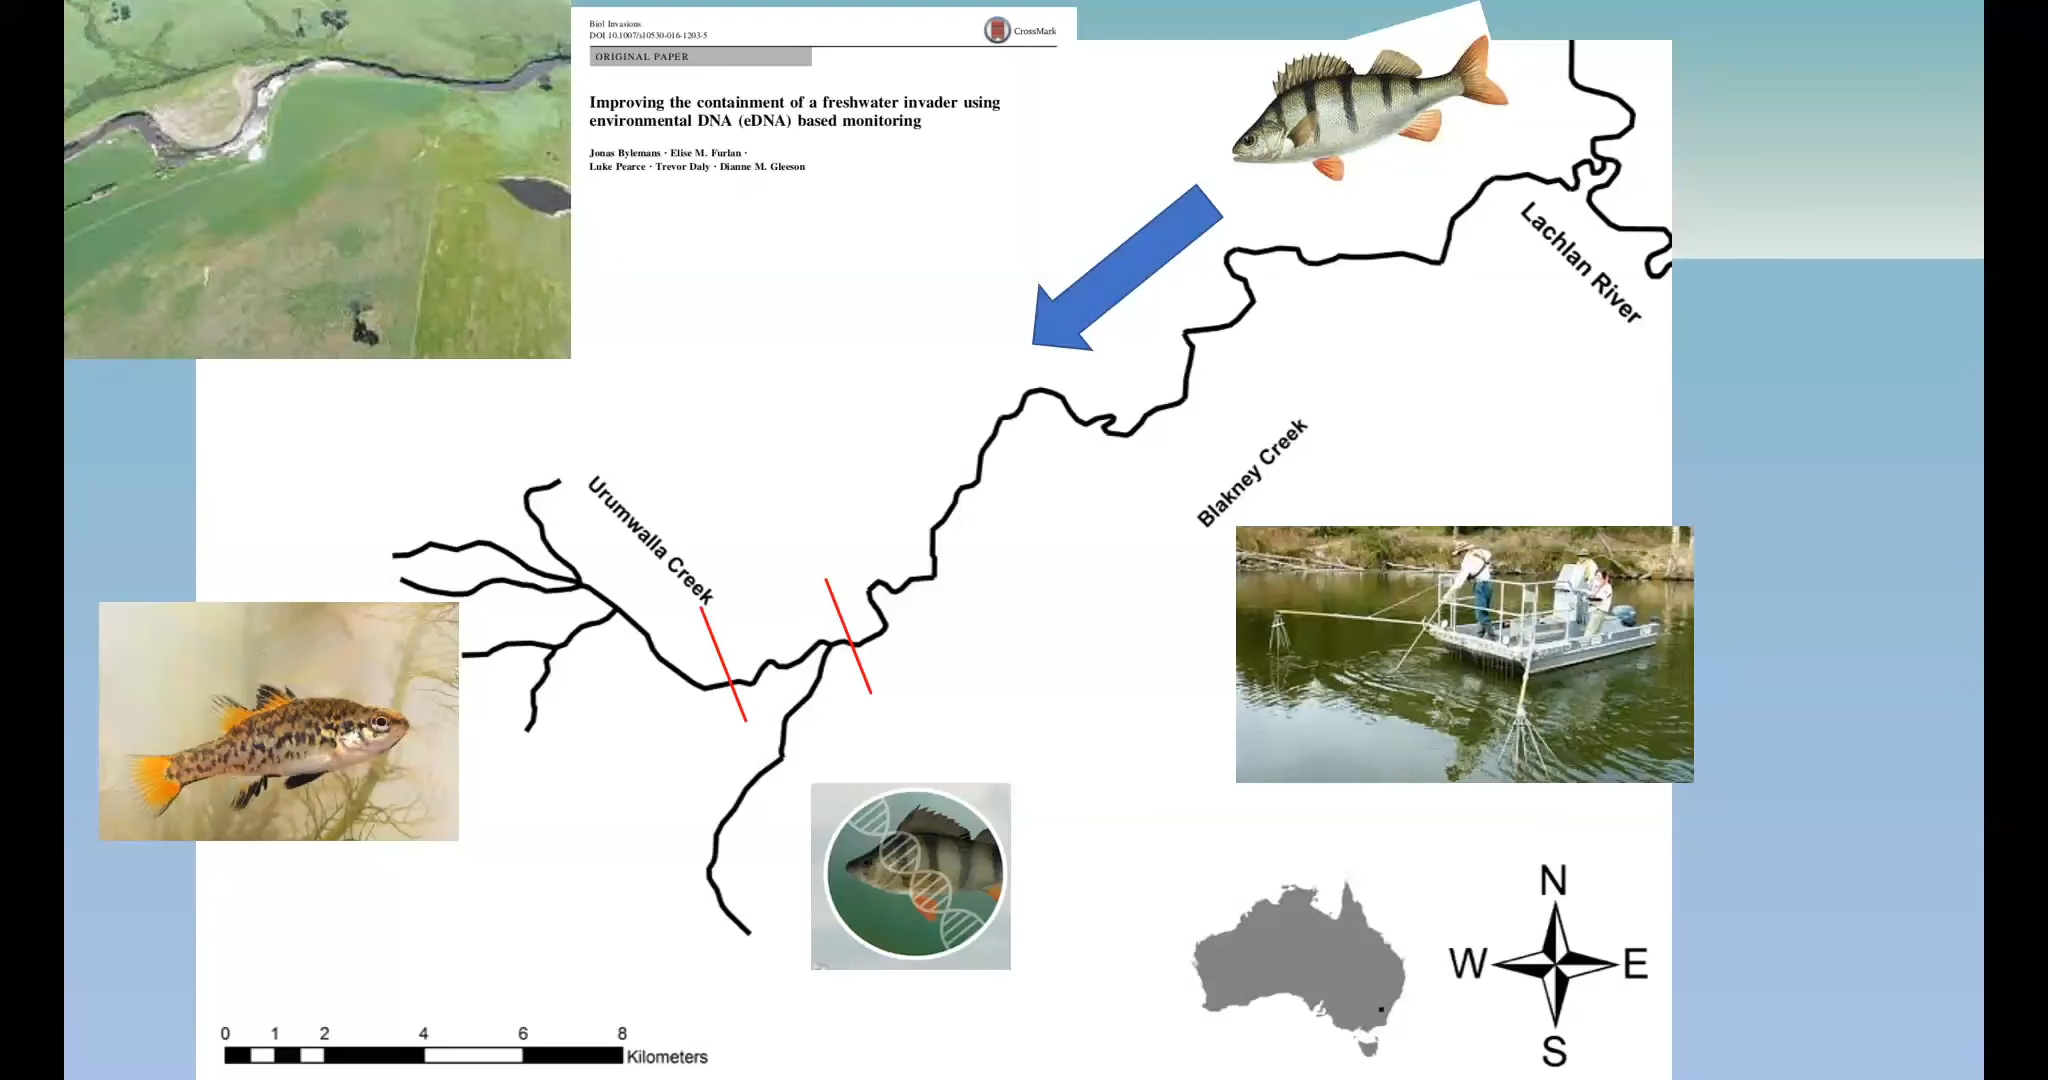 Biol Invasions
DOI 10.1007/s10530-016-1203-5
CrossMark
ORIGINAL PAPER
Improving the containment of a freshwater invader using
environmental DNA (eDNA) based monitoring
Jonas Bylemans · Elise M. Furlan ·
Luke Pearce · Trevor Daly · Dianne M. Gleeson
Lachlan River
Blakney Creek
Urumwalla Creek
N
W E
S
0 1 2 4 6 8
Kilometers